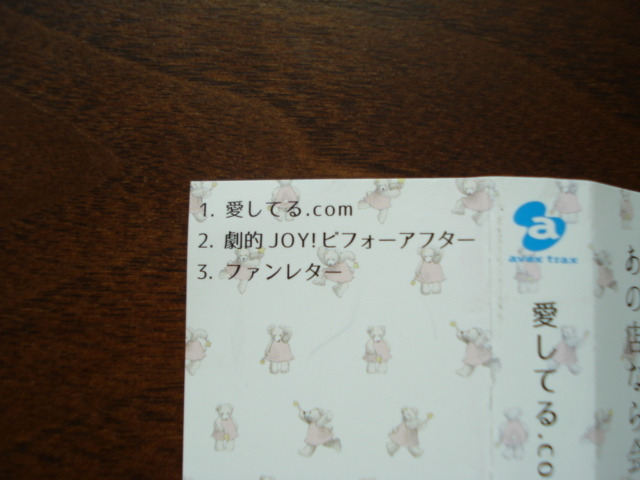 1. 愛してる.com
2. 劇的 JOY!ビフォーアフター
3. ファンレター
a
avex trax
愛してる.co